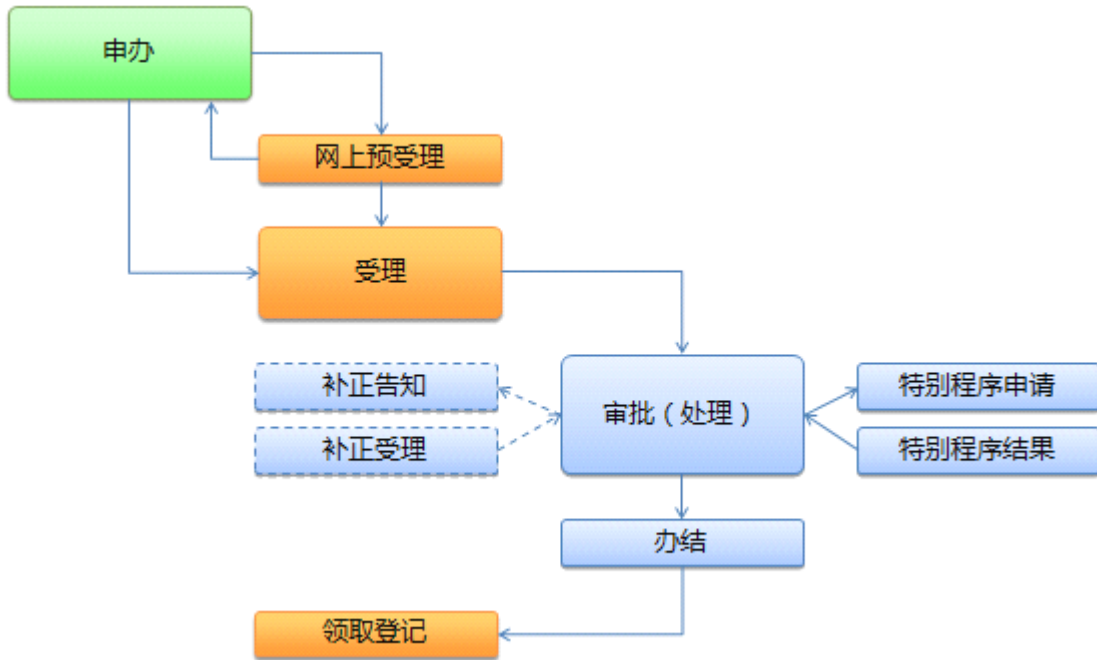 申办
网上预受理
受理
补正告知
审批（处理）
特别程序申请
补正受理
特别程序结果
办结
领取登记